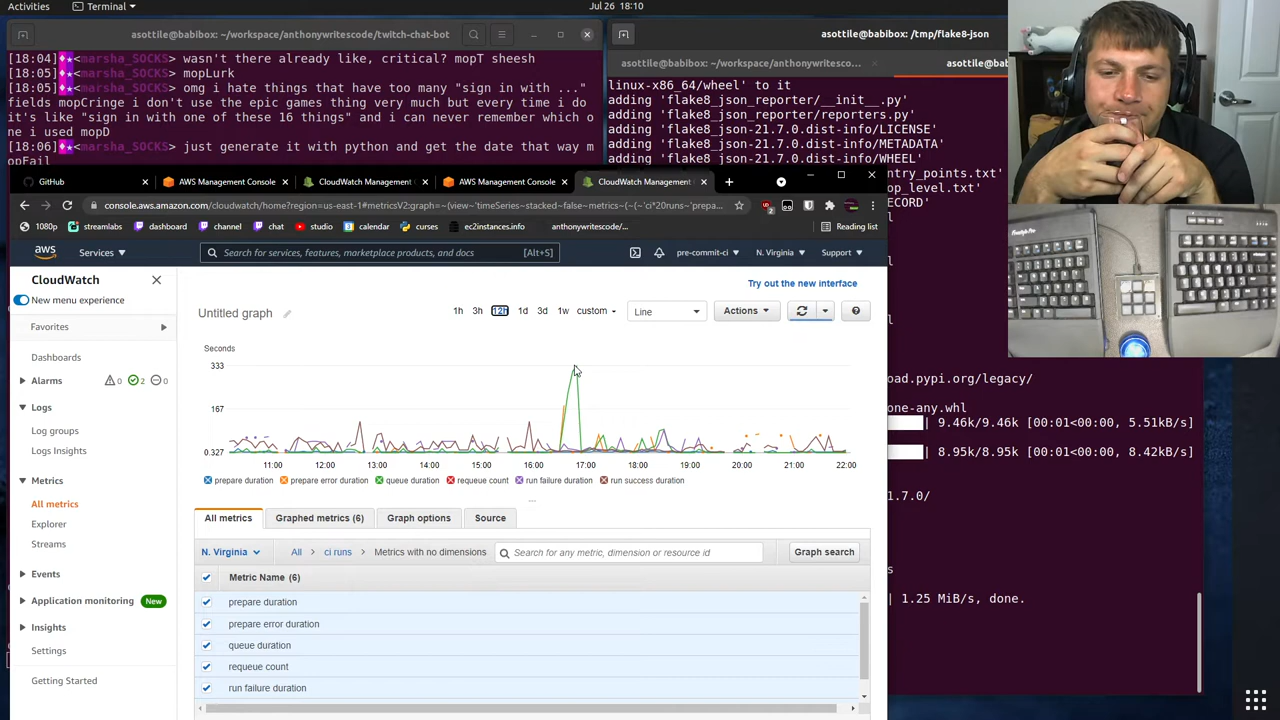 Activities
Terminal
Jul 26 18:10
asottile@babibox: ~/workspace/anthonywritescode/twitch-chat-bot
[18:04] <marsha_SOCKS> wasn't there already like, critical? mopT sheesh
[18:05] <marsha_SOCKS> mopLurk
[18:05] <marsha_SOCKS> omg i hate things that have too many "sign in with ..."
fields mopCringe i don't use the epic games thing very much but every time i do
it's like "sign in with one of these 16 things" and i can never remember which o
ne i used mopD
[18:06] <marsha_SOCKS> just generate it with python and get the date that way m
opFail
asottile@babibox: /tmp/flake8-json
asottile@babibox: ~/workspace/anthonywritesco...
asottile@ba
linux-x86_64/wheel' to it
adding 'flake8_json_reporter/__init__.py'
adding 'flake8_json_reporter/reporters.py'
adding 'flake8_json-21.7.0.dist-info/LICENSE'
adding 'flake8_json-21.7.0.dist-info/METADATA'
adding 'flake8_json-21.7.0.dist-info/WHEEL'
entry_points.txt'
op_level.txt'
ECORD'
oad.pypi.org/legacy/
one-any.whl
| 9.46k/9.46k [00:01<00:00, 5.51kB/s]
| 8.95k/8.95k [00:01<00:00, 8.42kB/s]
1.7.0/
s
| 1.25 MiB/s, done.
GitHub
AWS Management Console
CloudWatch Management
AWS Management Console
CloudWatch Management
console.aws.amazon.com/cloudwatch/home?region=us-east-1#metricsV2:graph=~(view~'timeSeries~stacked~false~metrics~(~(~'ci*20runs~'prepa...
1080p
streamlabs
dashboard
channel
chat
studio
calendar
curses
ec2instances.info
anthonywritescode/...
Reading list
aws
Services
Search for services, features, marketplace products, and docs
[Alt+S]
pre-commit-ci
N. Virginia
Support
CloudWatch
New menu experience
Favorites
Dashboards
Alarms
0
2
0
Logs
Log groups
Logs Insights
Metrics
All metrics
Explorer
Streams
Events
Application monitoring
New
Insights
Settings
Getting Started
Try out the new interface
Untitled graph
1h 3h 12h 1d 3d 1w custom
Line
Actions
Seconds
333
167
0.327
11:00 12:00 13:00 14:00 15:00 16:00 17:00 18:00 19:00 20:00 21:00 22:00
prepare duration
prepare error duration
queue duration
requeue count
run failure duration
run success duration
All metrics
Graphed metrics (6)
Graph options
Source
N. Virginia
All
ci runs
Metrics with no dimensions
Search for any metric, dimension or resource id
Graph search
Metric Name (6)
prepare duration
prepare error duration
queue duration
requeue count
run failure duration